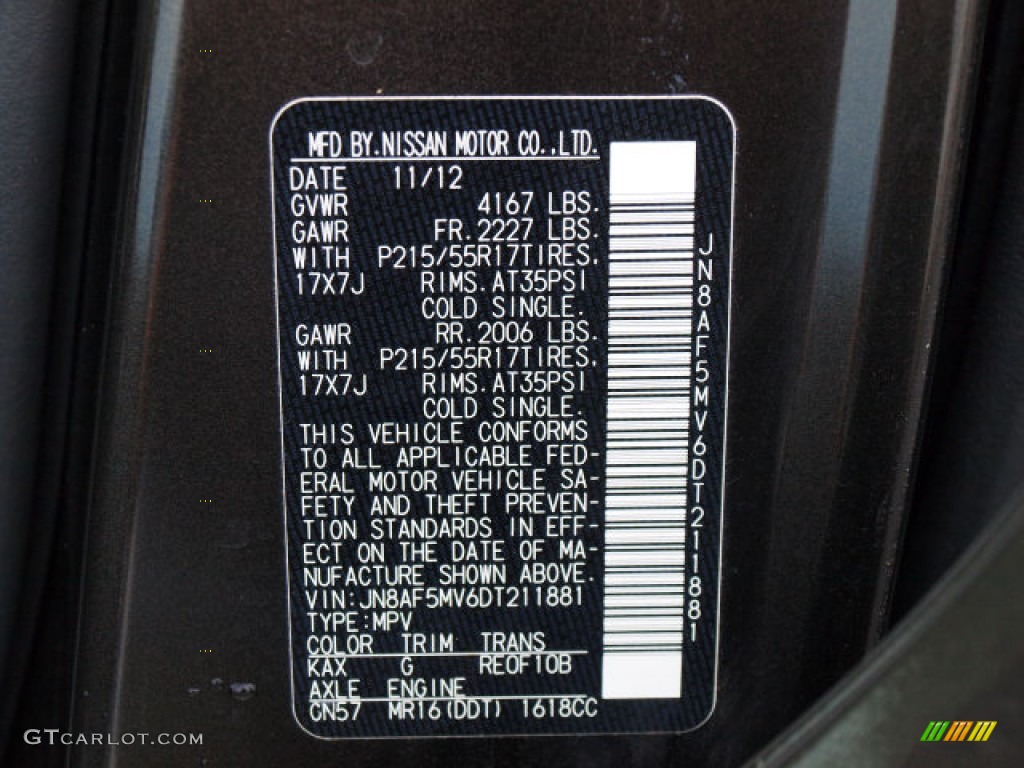 MFD BY.NISSAN MOTOR CO.,LTD.
DATE 11/12
GVWR 4167 LBS.
GAWR FR.2227 LBS.
WITH P215/55R17TIRES.
17X7J RIMS.AT35PSI
COLD SINGLE.
GAWR RR.2006 LBS.
WITH P215/55R17TIRES.
17X7J RIMS.AT35PSI
COLD SINGLE.
THIS VEHICLE CONFORMS
TO ALL APPLICABLE FED-
ERAL MOTOR VEHICLE SA-
FETY AND THEFT PREVEN-
TION STANDARDS IN EFF-
ECT ON THE DATE OF MA-
NUFACTURE SHOWN ABOVE.
VIN:JN8AF5MV6DT211881
TYPE:MPV
COLOR TRIM TRANS
KAX G RE0F10B
AXLE ENGINE
CN57 MR16(DDT) 1618CC
JN8AF5MV6DT211881
GTCARLOT.COM